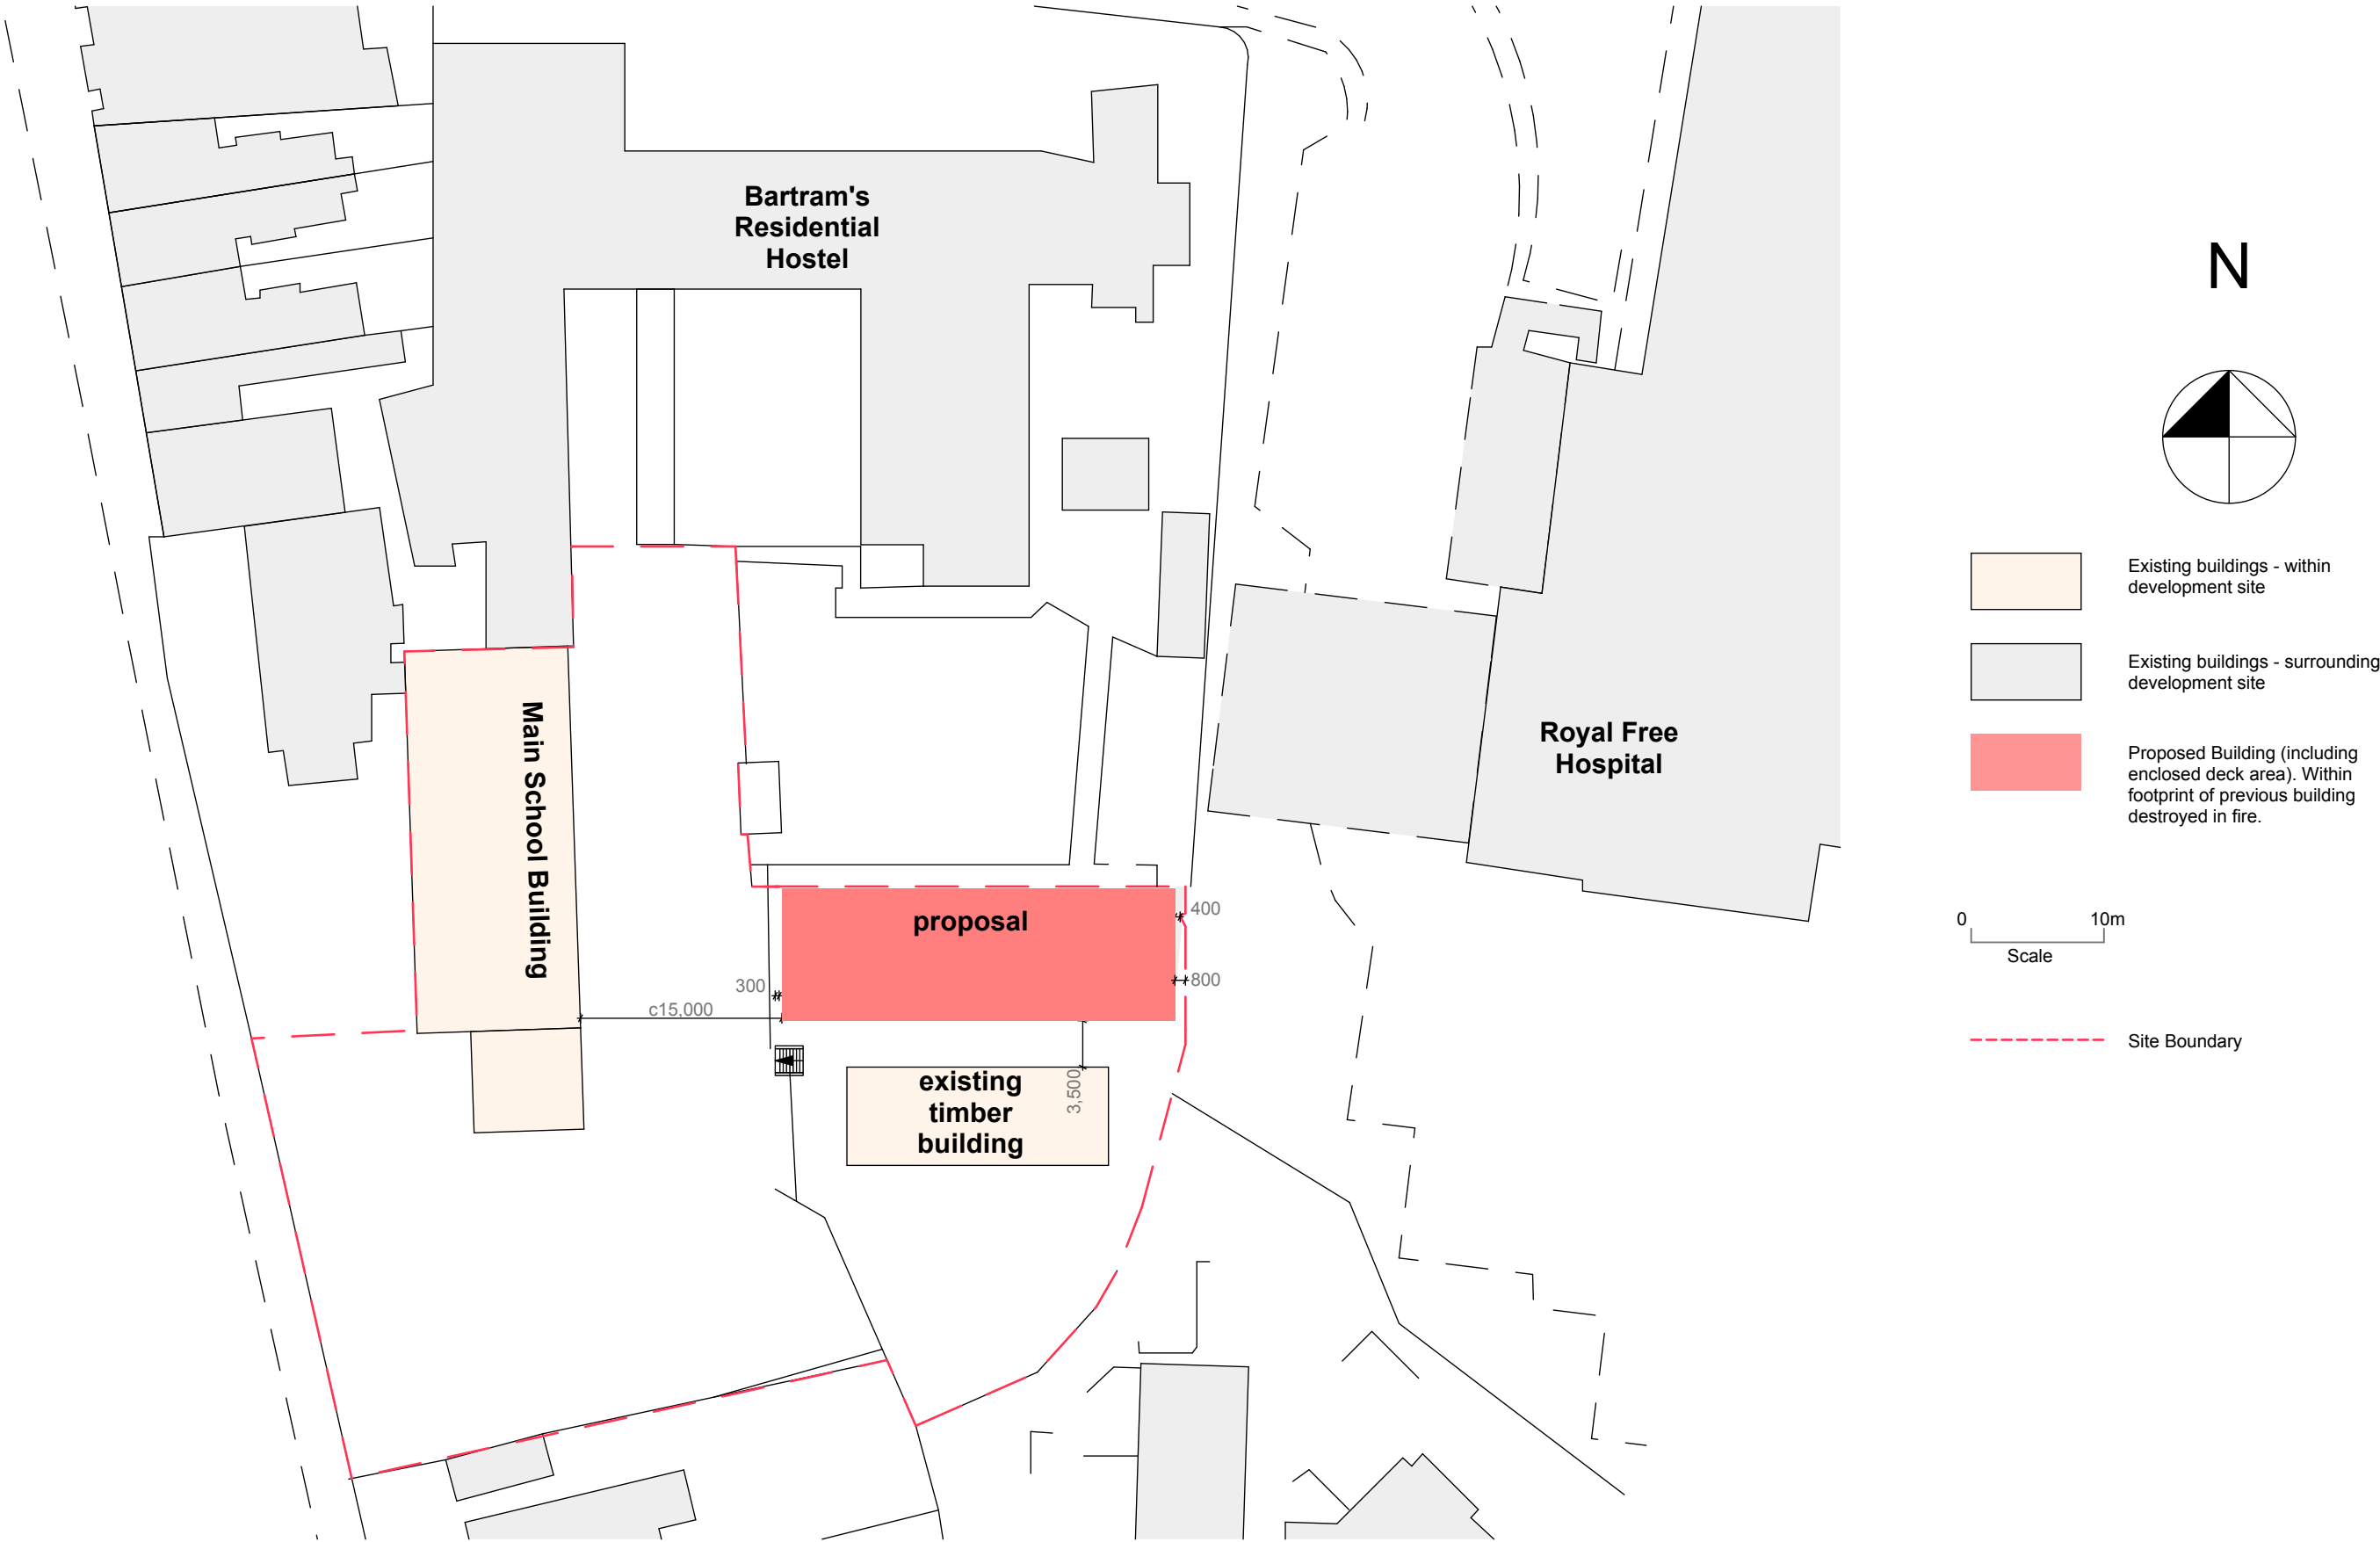 Bartram's
Residential
Hostel
N
Existing buildings - within
development site
Existing buildings - surrounding
development site
Main School Building
Royal Free
Hospital
Proposed Building (including
enclosed deck area). Within
footprint of previous building
destroyed in fire.
proposal
400
0 10m
Scale
300
800
c15,000
Site Boundary
existing
timber
building
3,500